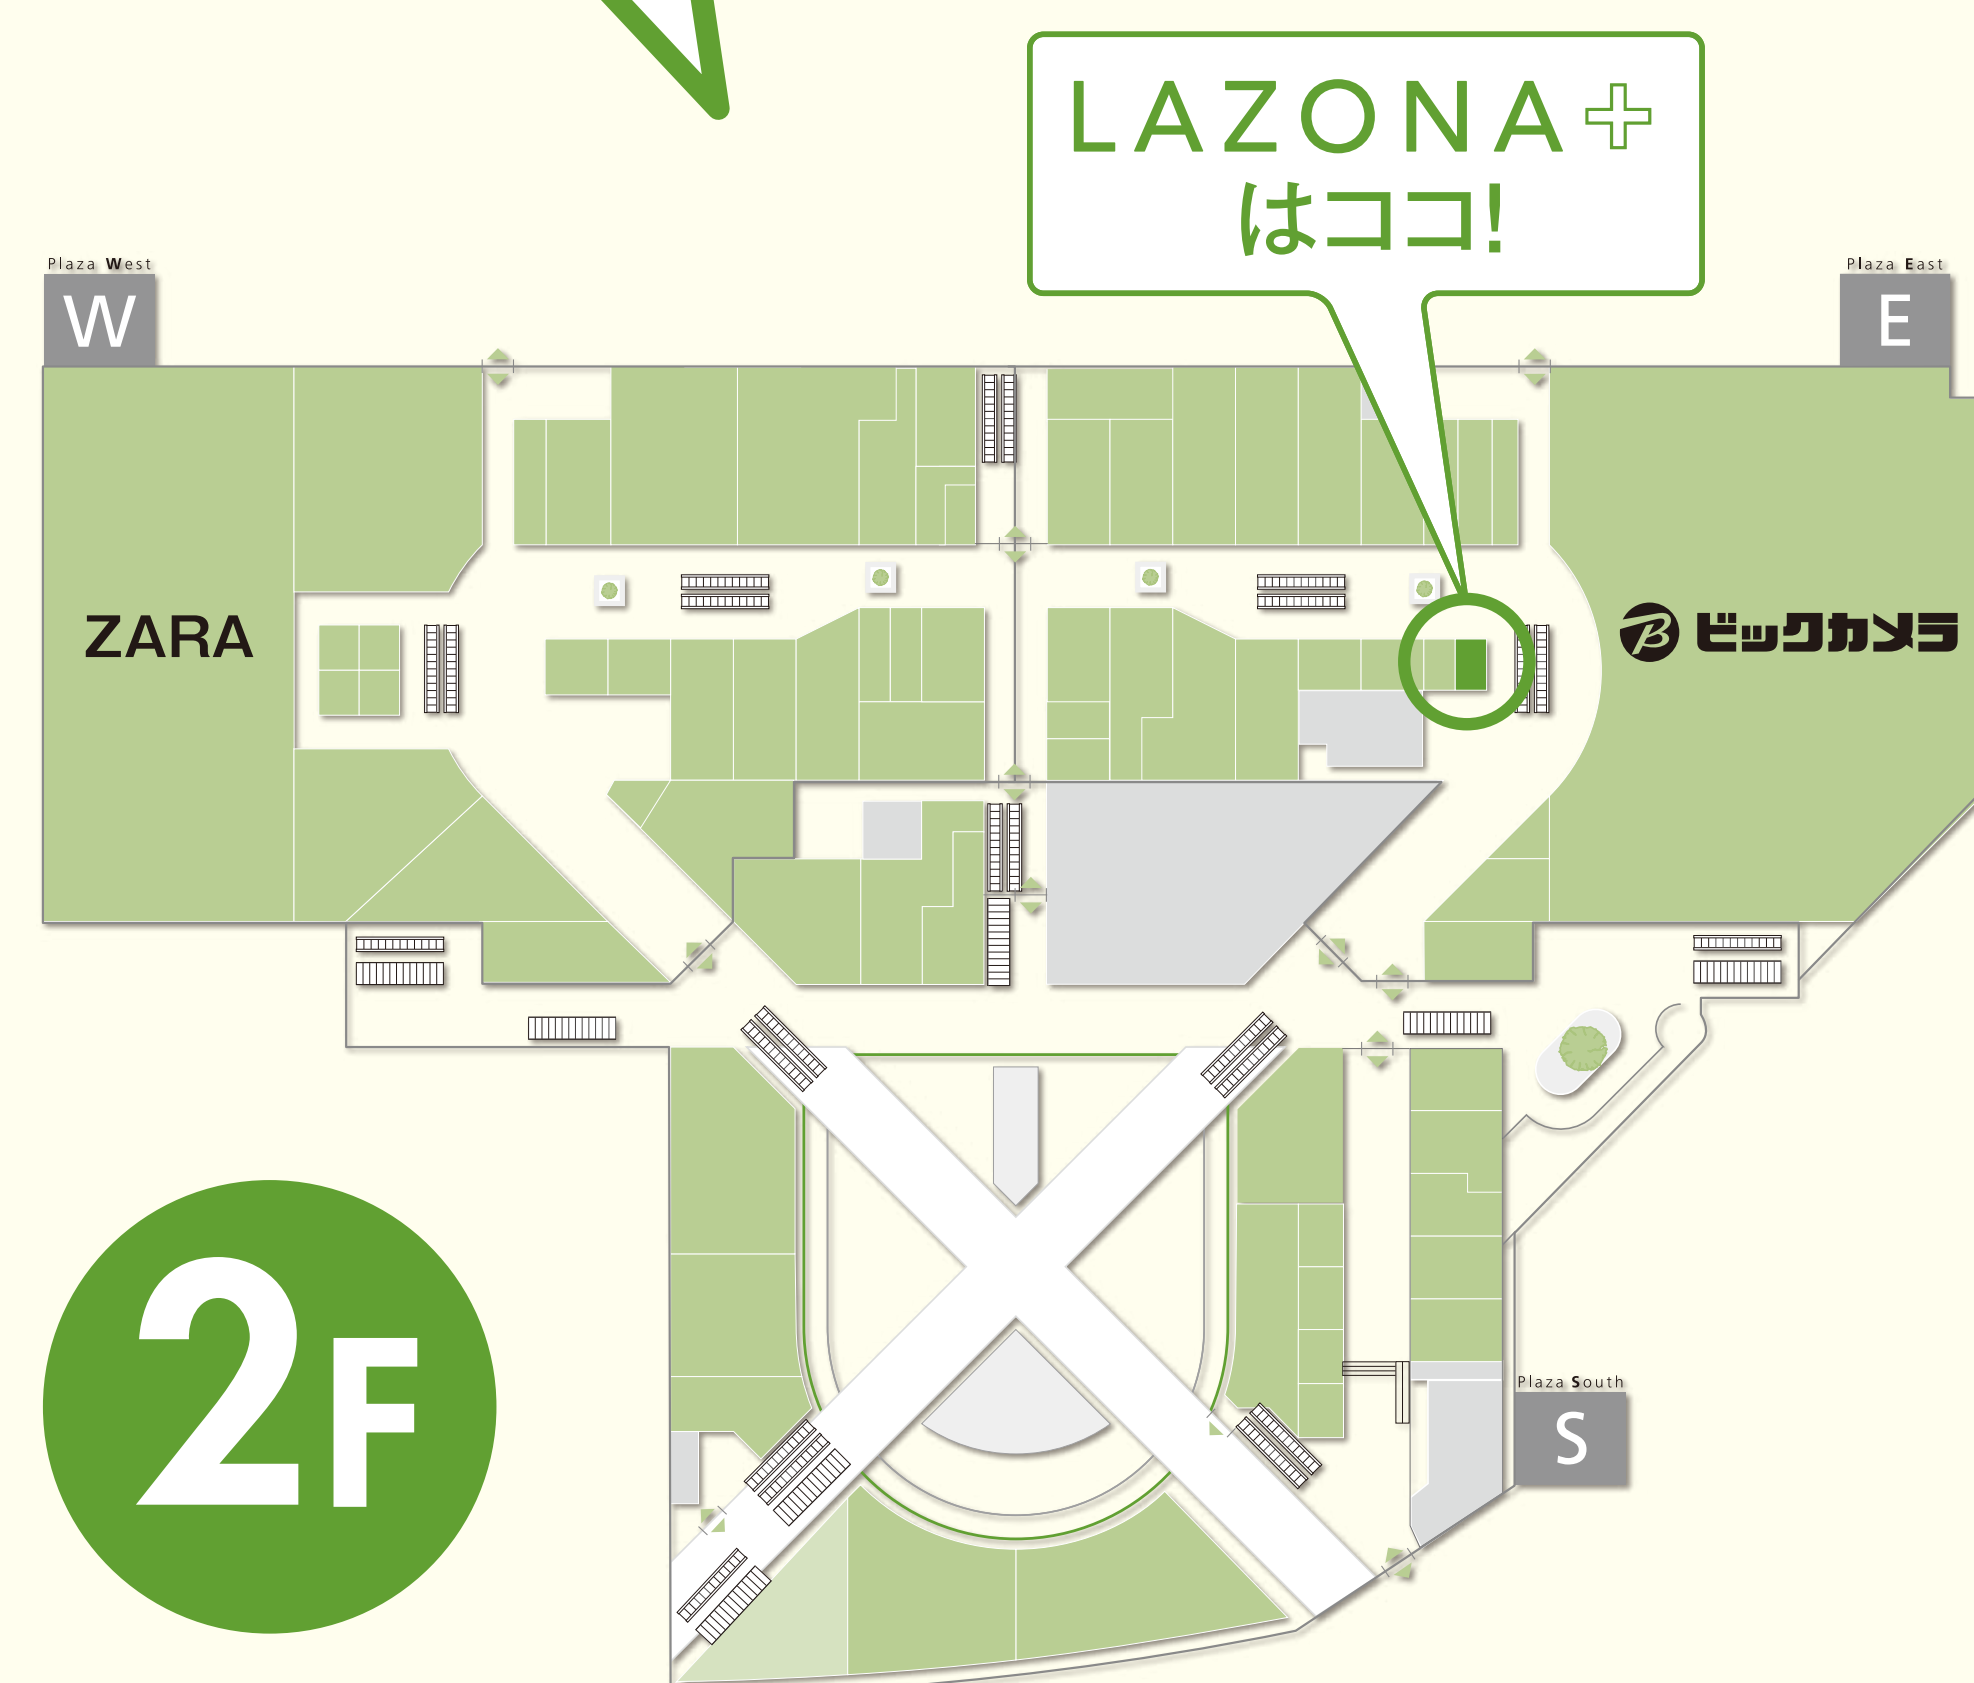 LAZONA+
はココ!
Plaza West
W
Plaza East
E
ZARA
ビックカメラ
2F
Plaza South
S